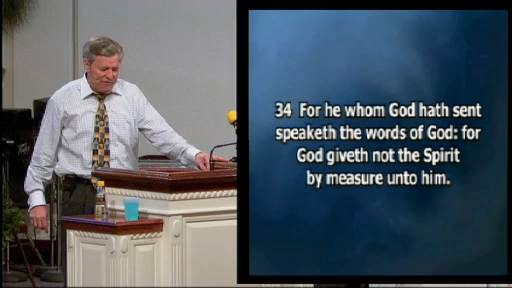 34 For he whom God hath sent
speaketh the words of God: for
God giveth not the Spirit
by measure unto him.